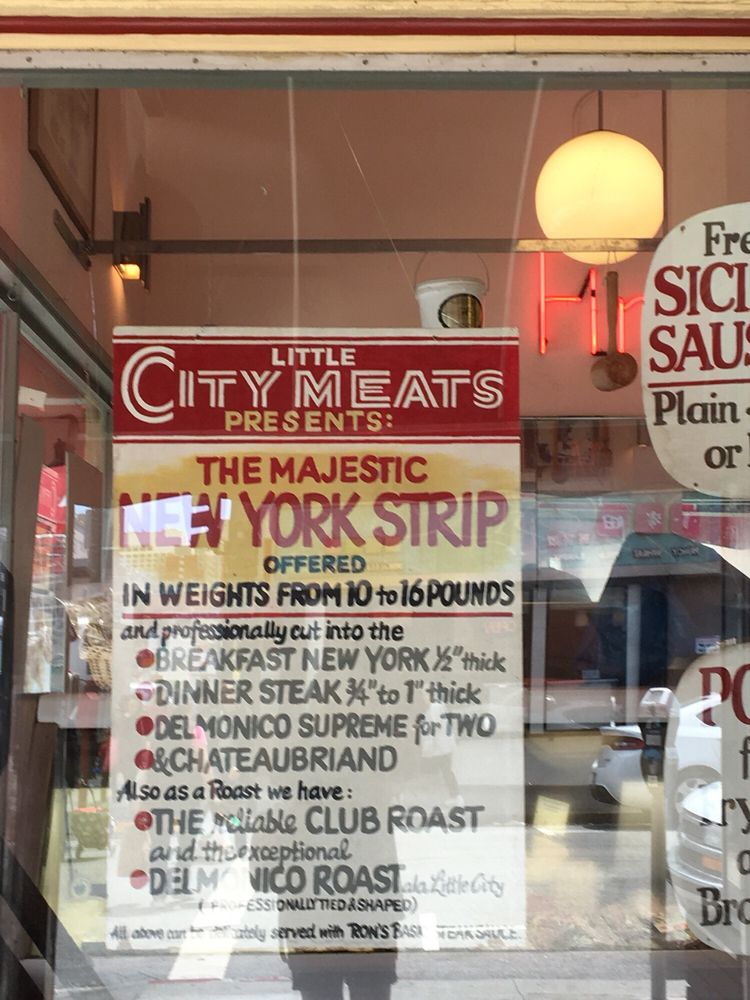 LITTLE
CITY MEATS
PRESENTS:
THE MAJESTIC
NEW YORK STRIP
OFFERED
IN WEIGHTS FROM 10 to 16 POUNDS
and professionally cut into the
BREAKFAST NEW YORK 1/2" thick
DINNER STEAK 3/4" to 1" thick
DELMONICO SUPREME for TWO
& CHATEAUBRIAND
Also as a Roast we have:
THE reliable CLUB ROAST
and the exceptional
DELMONICO ROAST ala Little City
(PROFESSIONALLY TIED & SHAPED)
All above can be delicately served with RON'S STEAK SAUCE.
Fre
SICI
SAUS
Plain
or
PO
f
ry
Bro